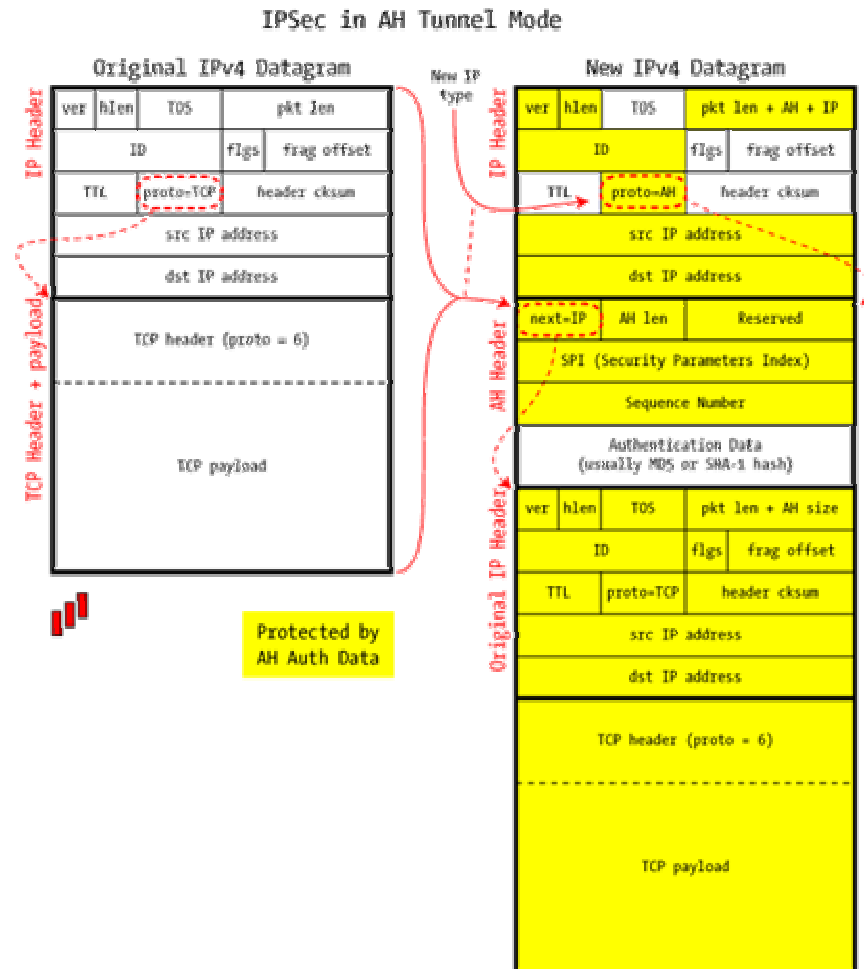 IPSec in AH Tunnel Mode
Original IPv4 Datagram
IP Header
ver hlen TOS pkt len
ID flgs frag offset
TTL proto=TCP header cksum
src IP address
dst IP address
TCP Header + payload
TCP header (proto = 6)
TCP payload
New IP
type
New IPv4 Datagram
IP Header
ver hlen TOS pkt len + AH + IP
ID flgs frag offset
TTL proto=AH header cksum
src IP address
dst IP address
AH Header
next=IP AH len Reserved
SPI (Security Parameters Index)
Sequence Number
Authentication Data
(usually MD5 or SHA-1 hash)
Original IP Header
ver hlen TOS pkt len + AH size
ID flgs frag offset
TTL proto=TCP header cksum
src IP address
dst IP address
TCP header (proto = 6)
TCP payload
Protected by
AH Auth Data